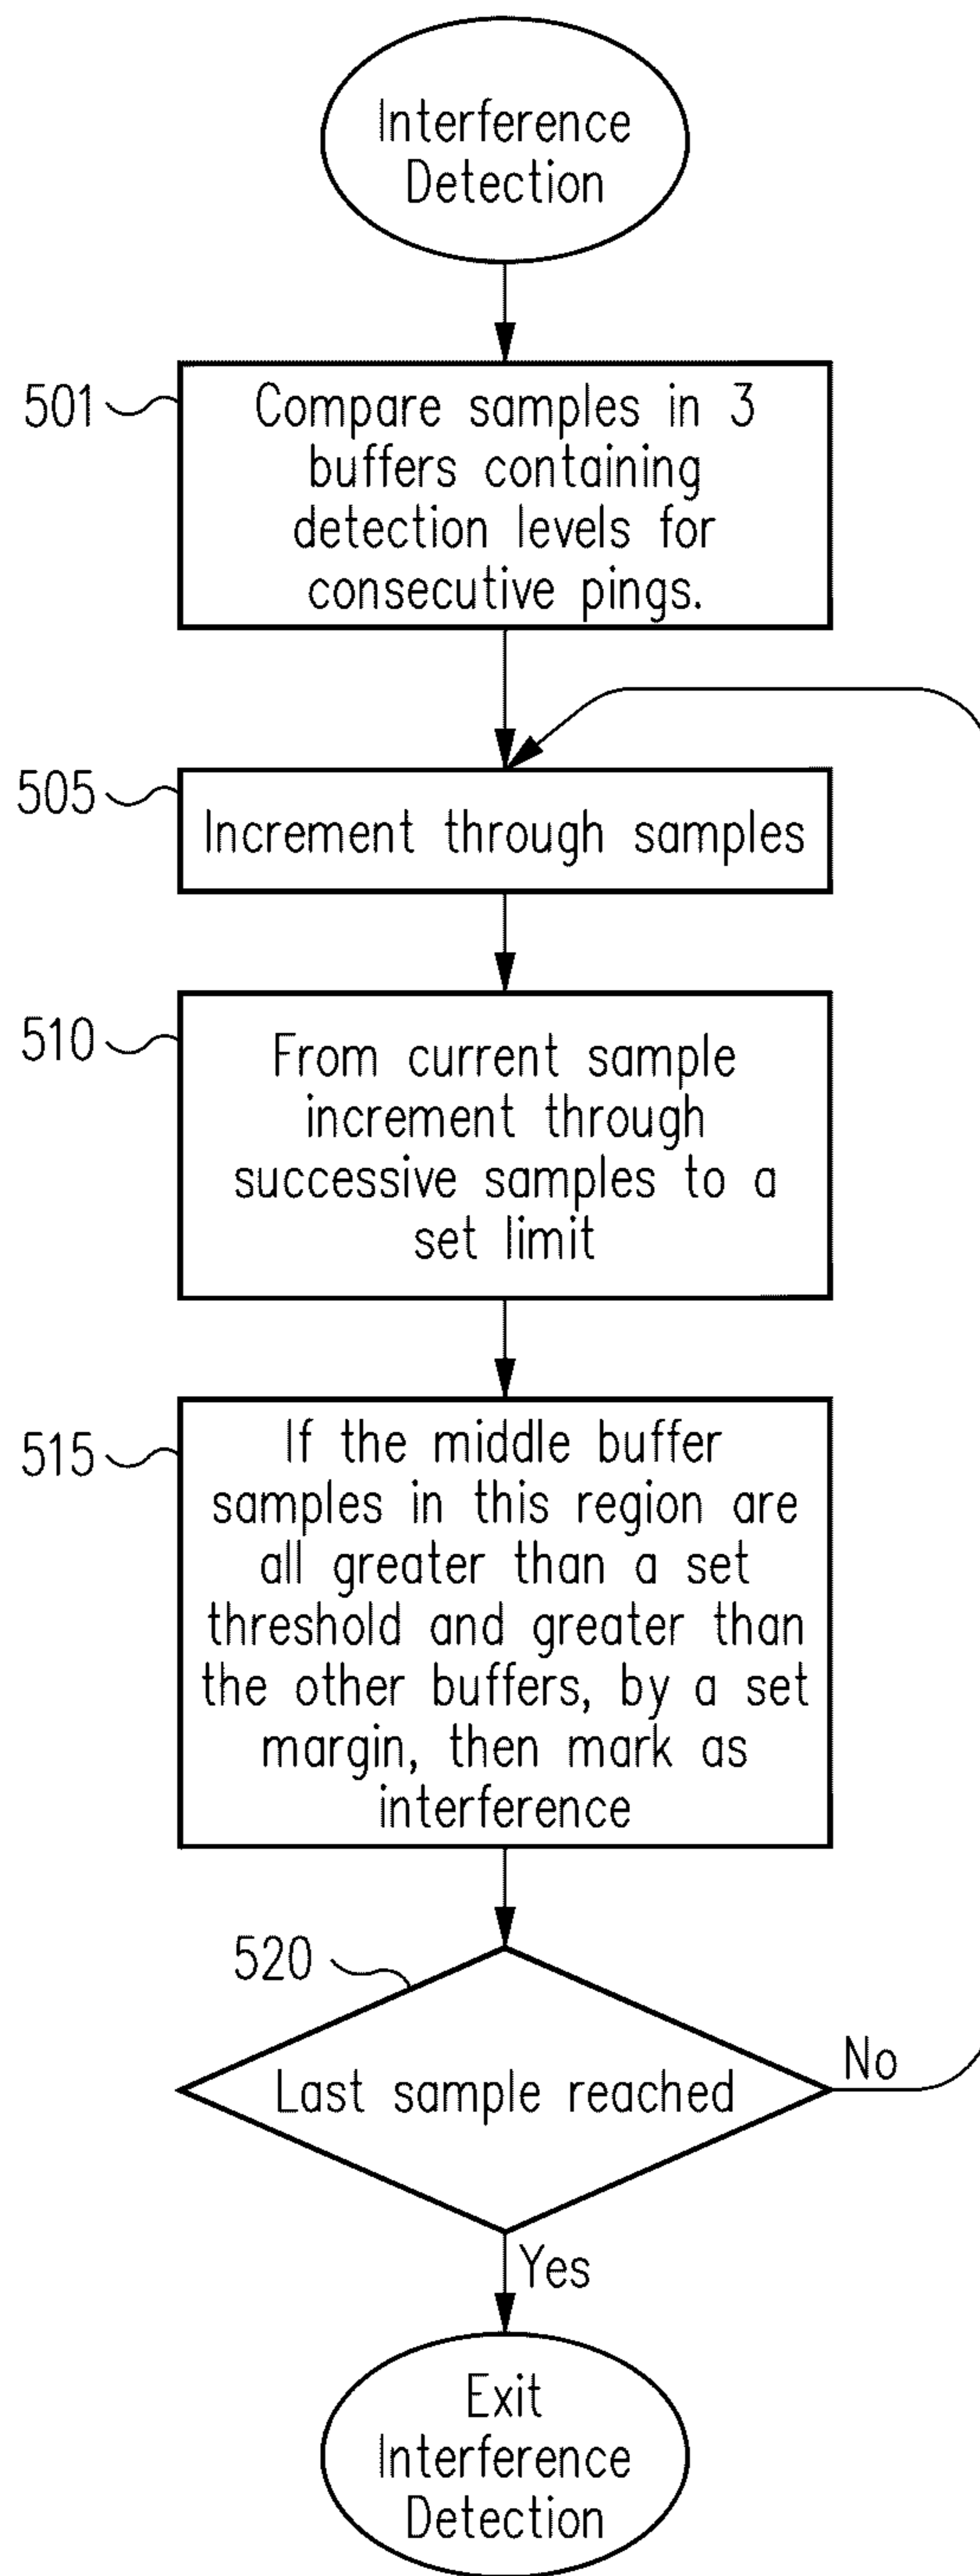 Interference
Detection
501
Compare samples in 3
buffers containing
detection levels for
consecutive pings.
505
Increment through samples
510
From current sample
increment through
successive samples to a
set limit
515
If the middle buffer
samples in this region are
all greater than a set
threshold and greater than
the other buffers, by a set
margin, then mark as
interference
520
Last sample reached
No
Yes
Exit
Interference
Detection